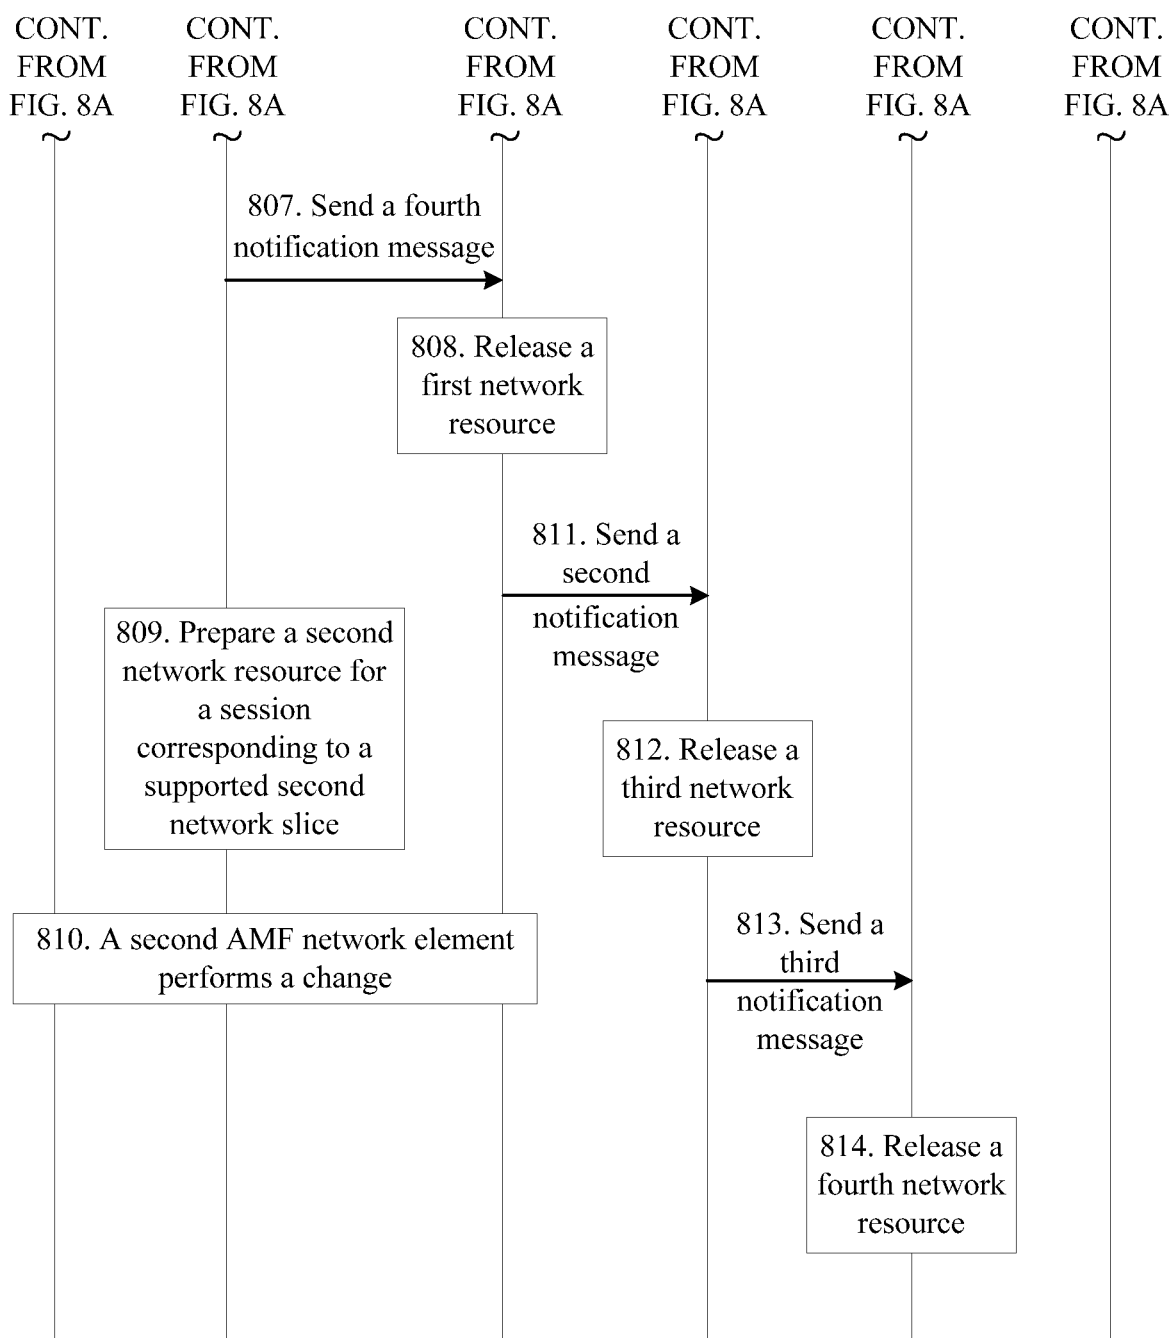 CONT.
FROM
FIG. 8A
CONT.
FROM
FIG. 8A
CONT.
FROM
FIG. 8A
CONT.
FROM
FIG. 8A
CONT.
FROM
FIG. 8A
CONT.
FROM
FIG. 8A
807. Send a fourth
notification message
808. Release a
first network
resource
811. Send a
second
notification
message
809. Prepare a second
network resource for
a session
corresponding to a
supported second
network slice
812. Release a
third network
resource
810. A second AMF network element
performs a change
813. Send a
third
notification
message
814. Release a
fourth network
resource